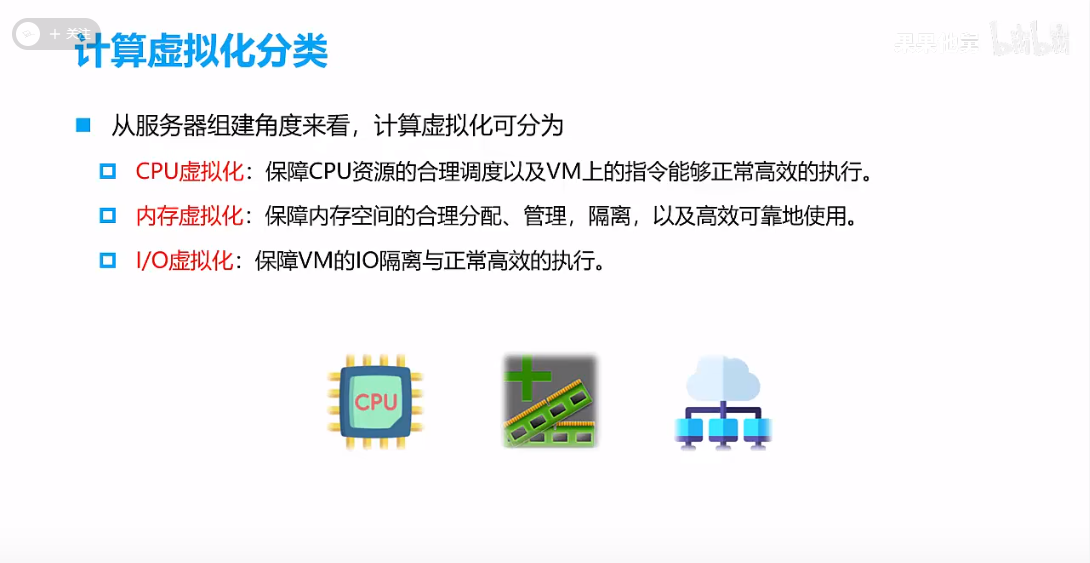 + 关注
计算虚拟化分类
从服务器组建角度来看，计算虚拟化可分为
CPU虚拟化：保障CPU资源的合理调度以及VM上的指令能够正常高效的执行。
内存虚拟化：保障内存空间的合理分配、管理，隔离，以及高效可靠地使用。
I/O虚拟化：保障VM的IO隔离与正常高效的执行。
CPU